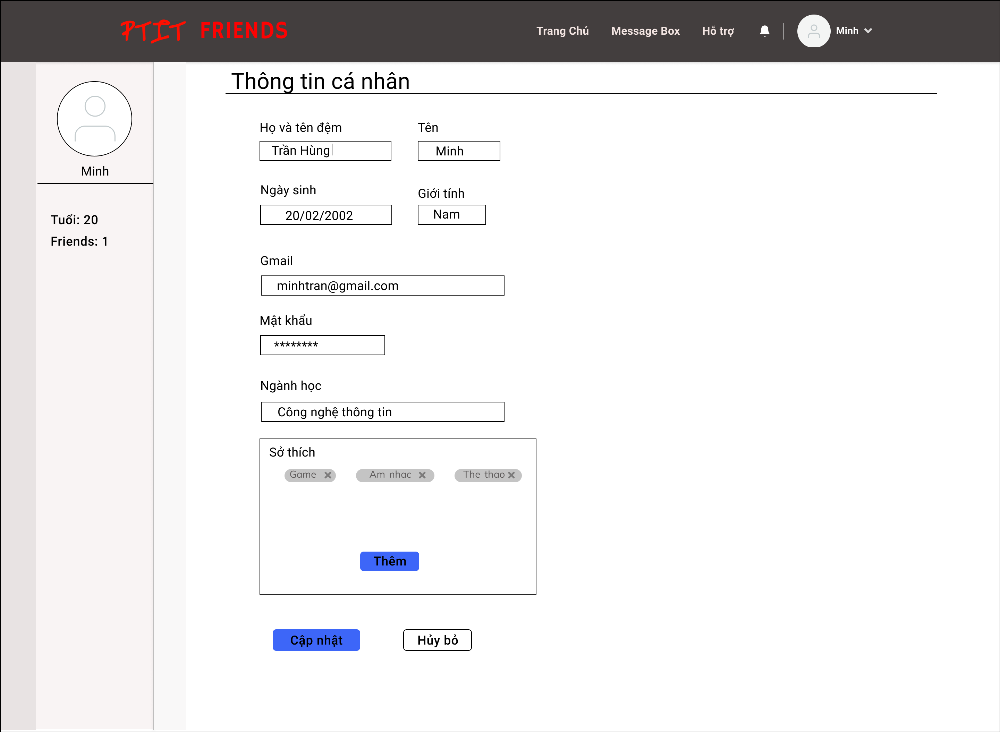 PTIT FRIENDS Trang Chủ Message Box Hỗ trợ Minh
Minh
Tuổi: 20
Friends: 1
Thông tin cá nhân
Họ và tên đệm Tên
Trần Hùng Minh
Ngày sinh Giới tính
20/02/2002 Nam
Gmail
minhtran@gmail.com
Mật khẩu
********
Ngành học
Công nghệ thông tin
Sở thích
Game Am nhac The thao
Thêm
Cập nhật Hủy bỏ